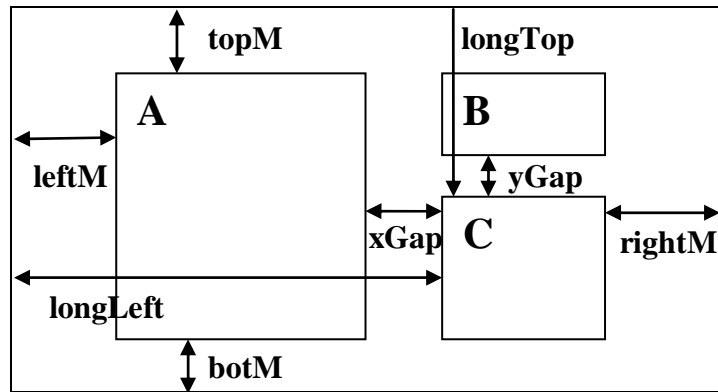 topM
longTop
A
B
leftM
yGap
xGap
C
rightM
longLeft
botM